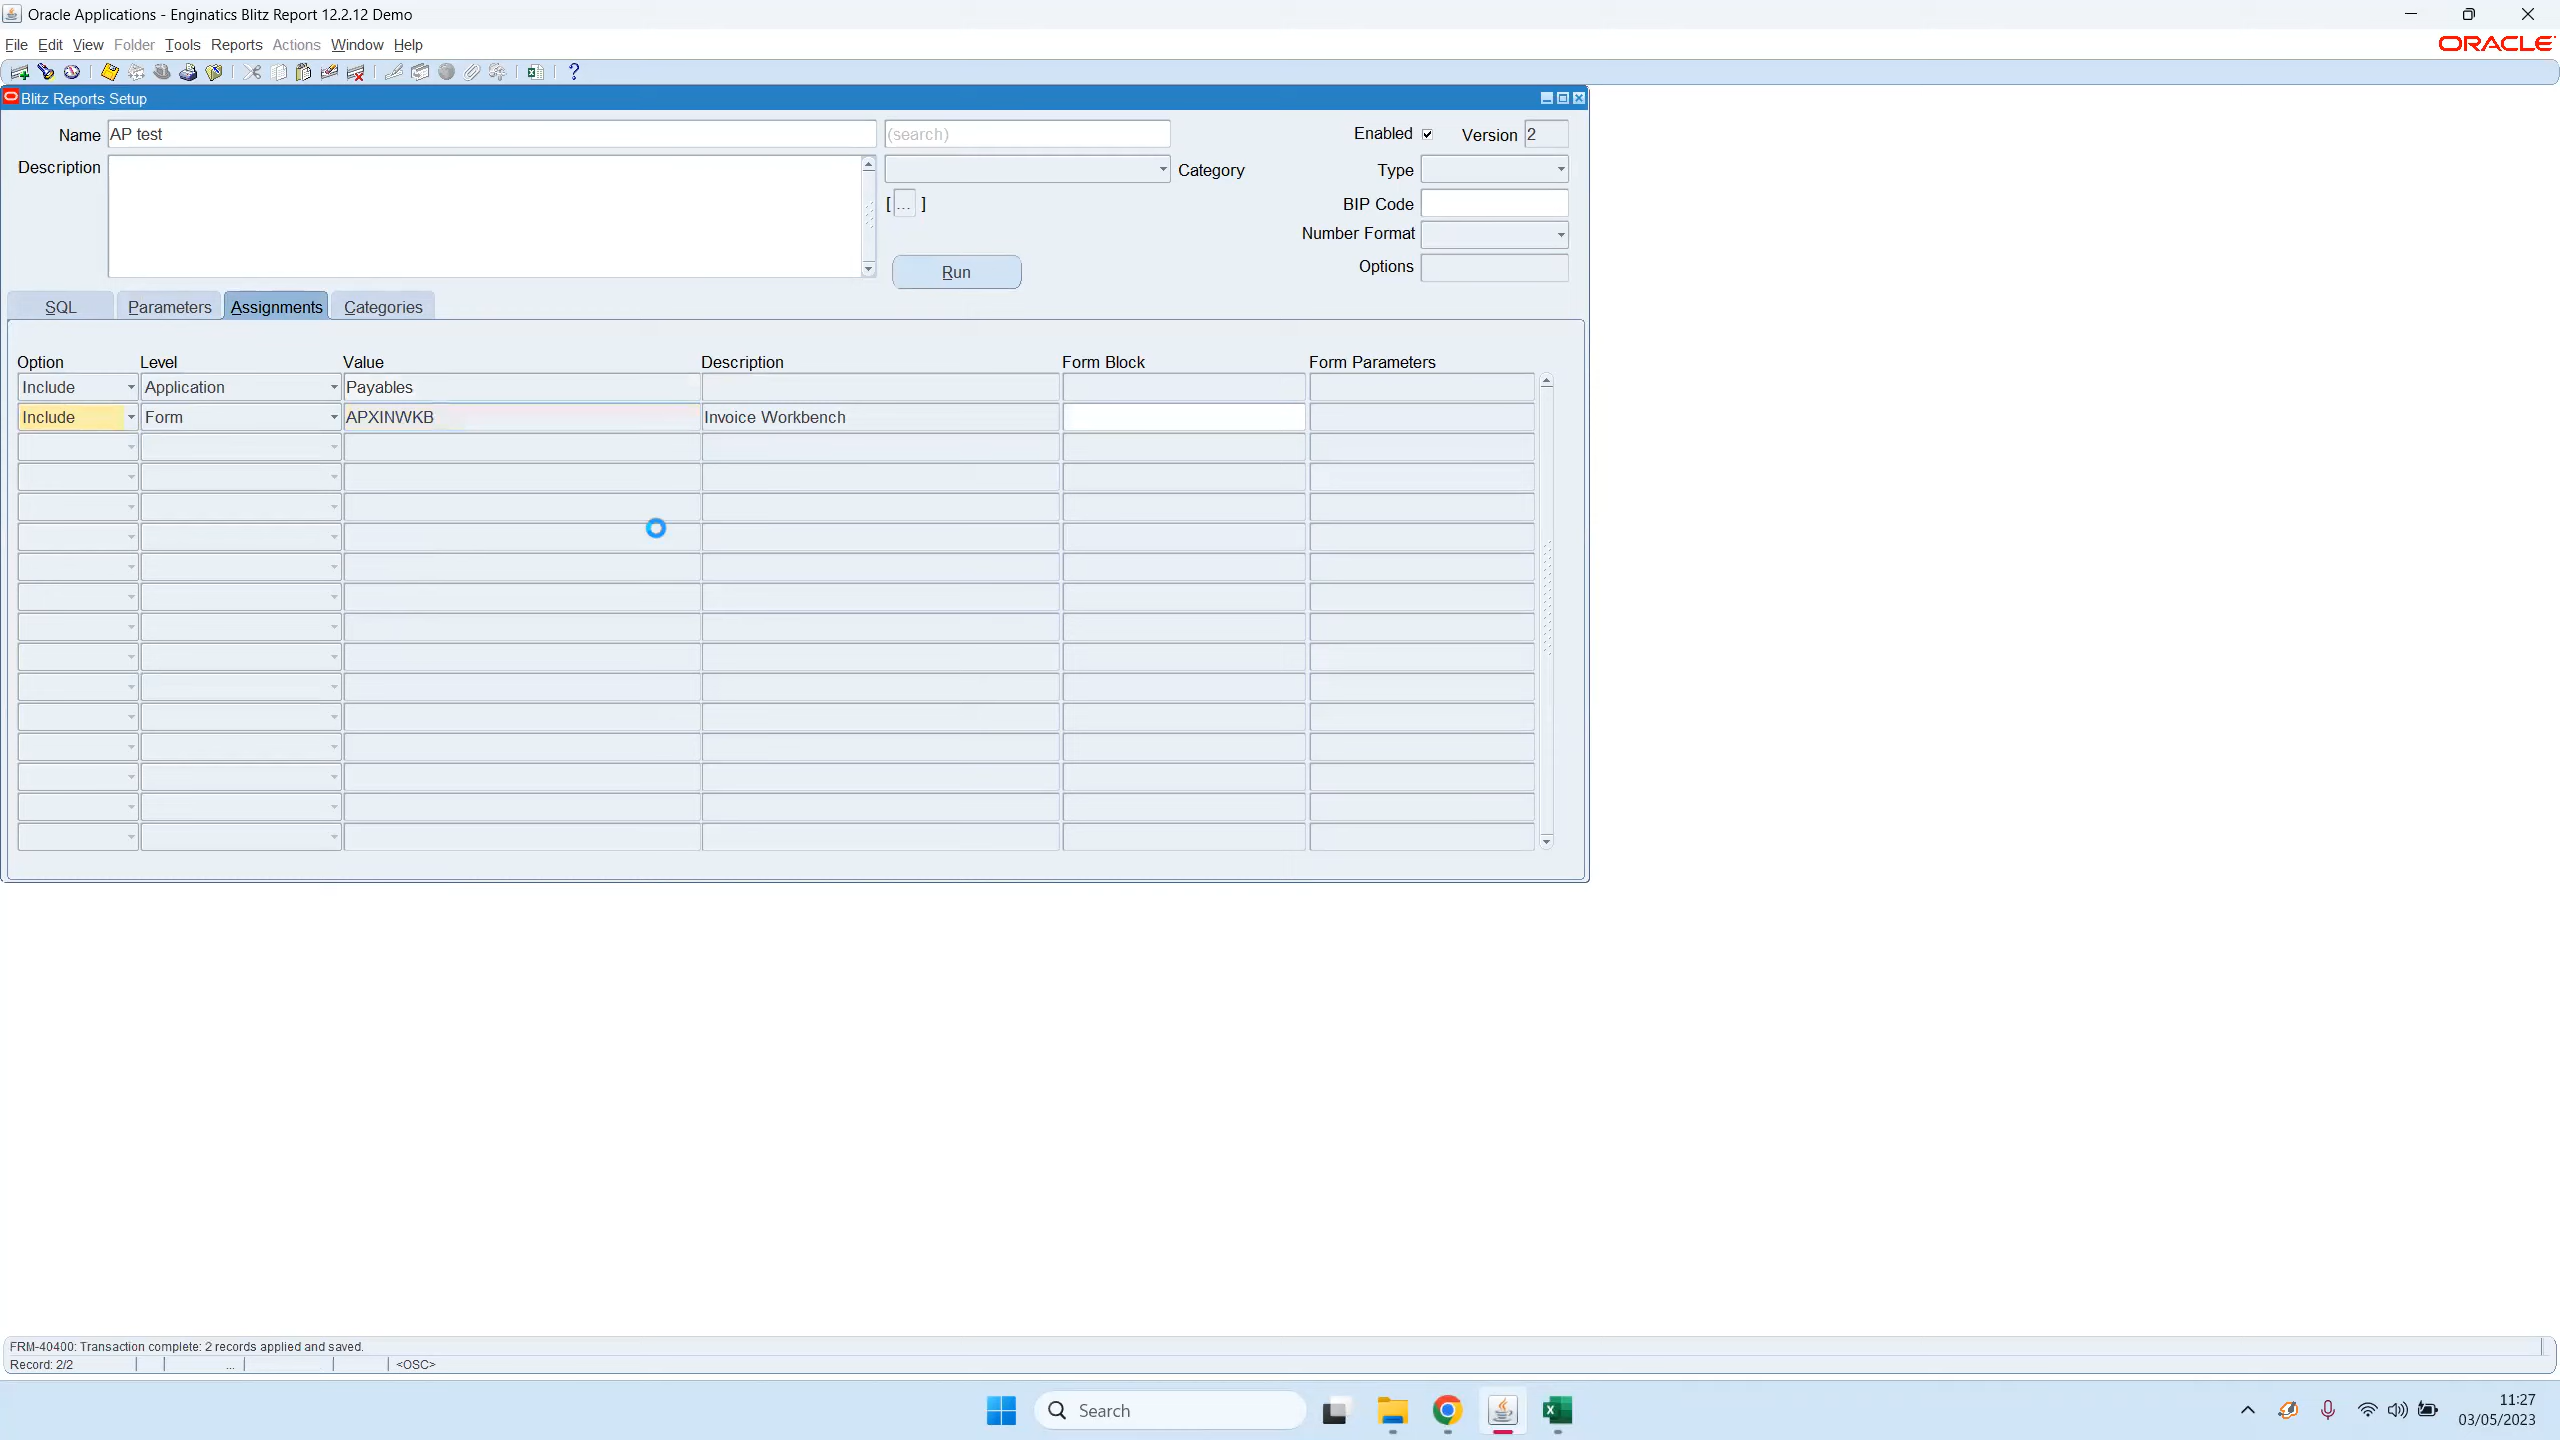 Oracle Applications - Enginatics Blitz Report 12.2.12 Demo
File Edit View Folder Tools Reports Actions Window Help
ORACLE
Blitz Reports Setup
Name AP test (search) Enabled Version 2
Description Category Type
[ ... ] BIP Code
Number Format
Run Options
SQL Parameters Assignments Categories
Option Level Value Description Form Block Form Parameters
Include Application Payables
Include Form APXINWKB Invoice Workbench
FRM-40400: Transaction complete: 2 records applied and saved.
Record: 2/2 ... <OSC>
Search
11:27
03/05/2023